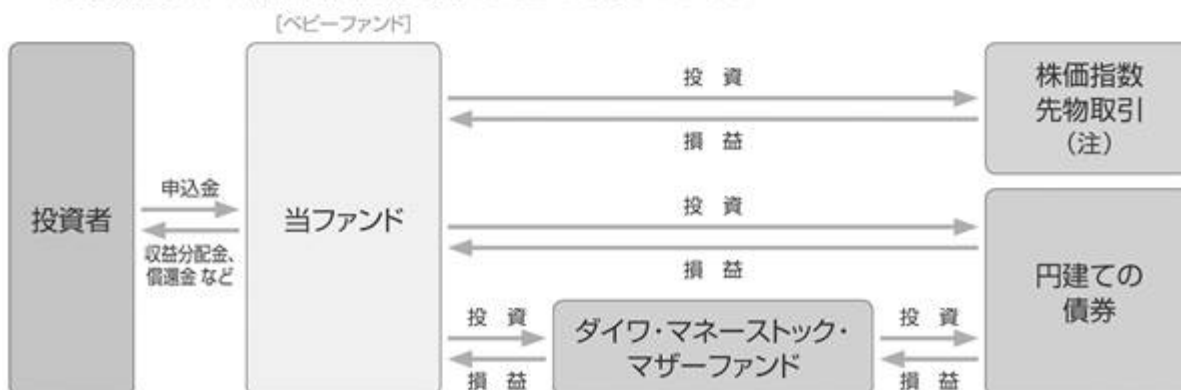 [ベビーファンド]
投資者
申込金
収益分配金、
償還金 など
当ファンド
投 資
損 益
株価指数
先物取引
(注)
投 資
損 益
円建ての
債券
投 資
損 益
ダイワ・マネーストック・
マザーファンド
投 資
損 益